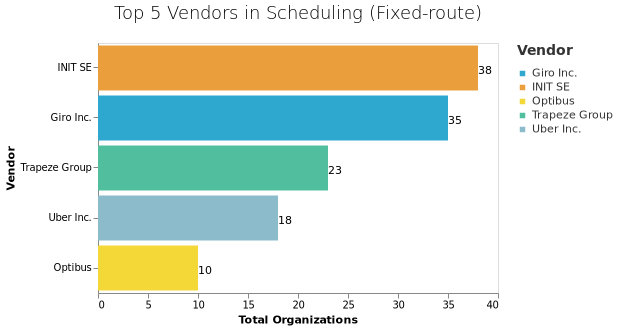 Top 5 Vendors in Scheduling (Fixed-route)
Vendor
Giro Inc.
INIT SE
Optibus
Trapeze Group
Uber Inc.
Vendor
INIT SE
38
Giro Inc.
35
Trapeze Group
23
Uber Inc.
18
Optibus
10
0 5 10 15 20 25 30 35 40
Total Organizations